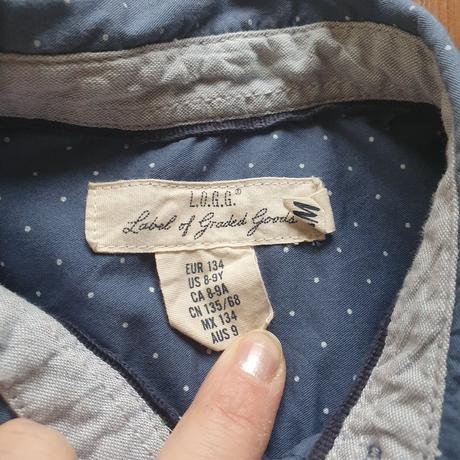 L.O.G.G.®
Label of Graded Goods
M
EUR 134
US 8-9Y
CA 8-9A
CN 135/68
MX 134
AUS 9